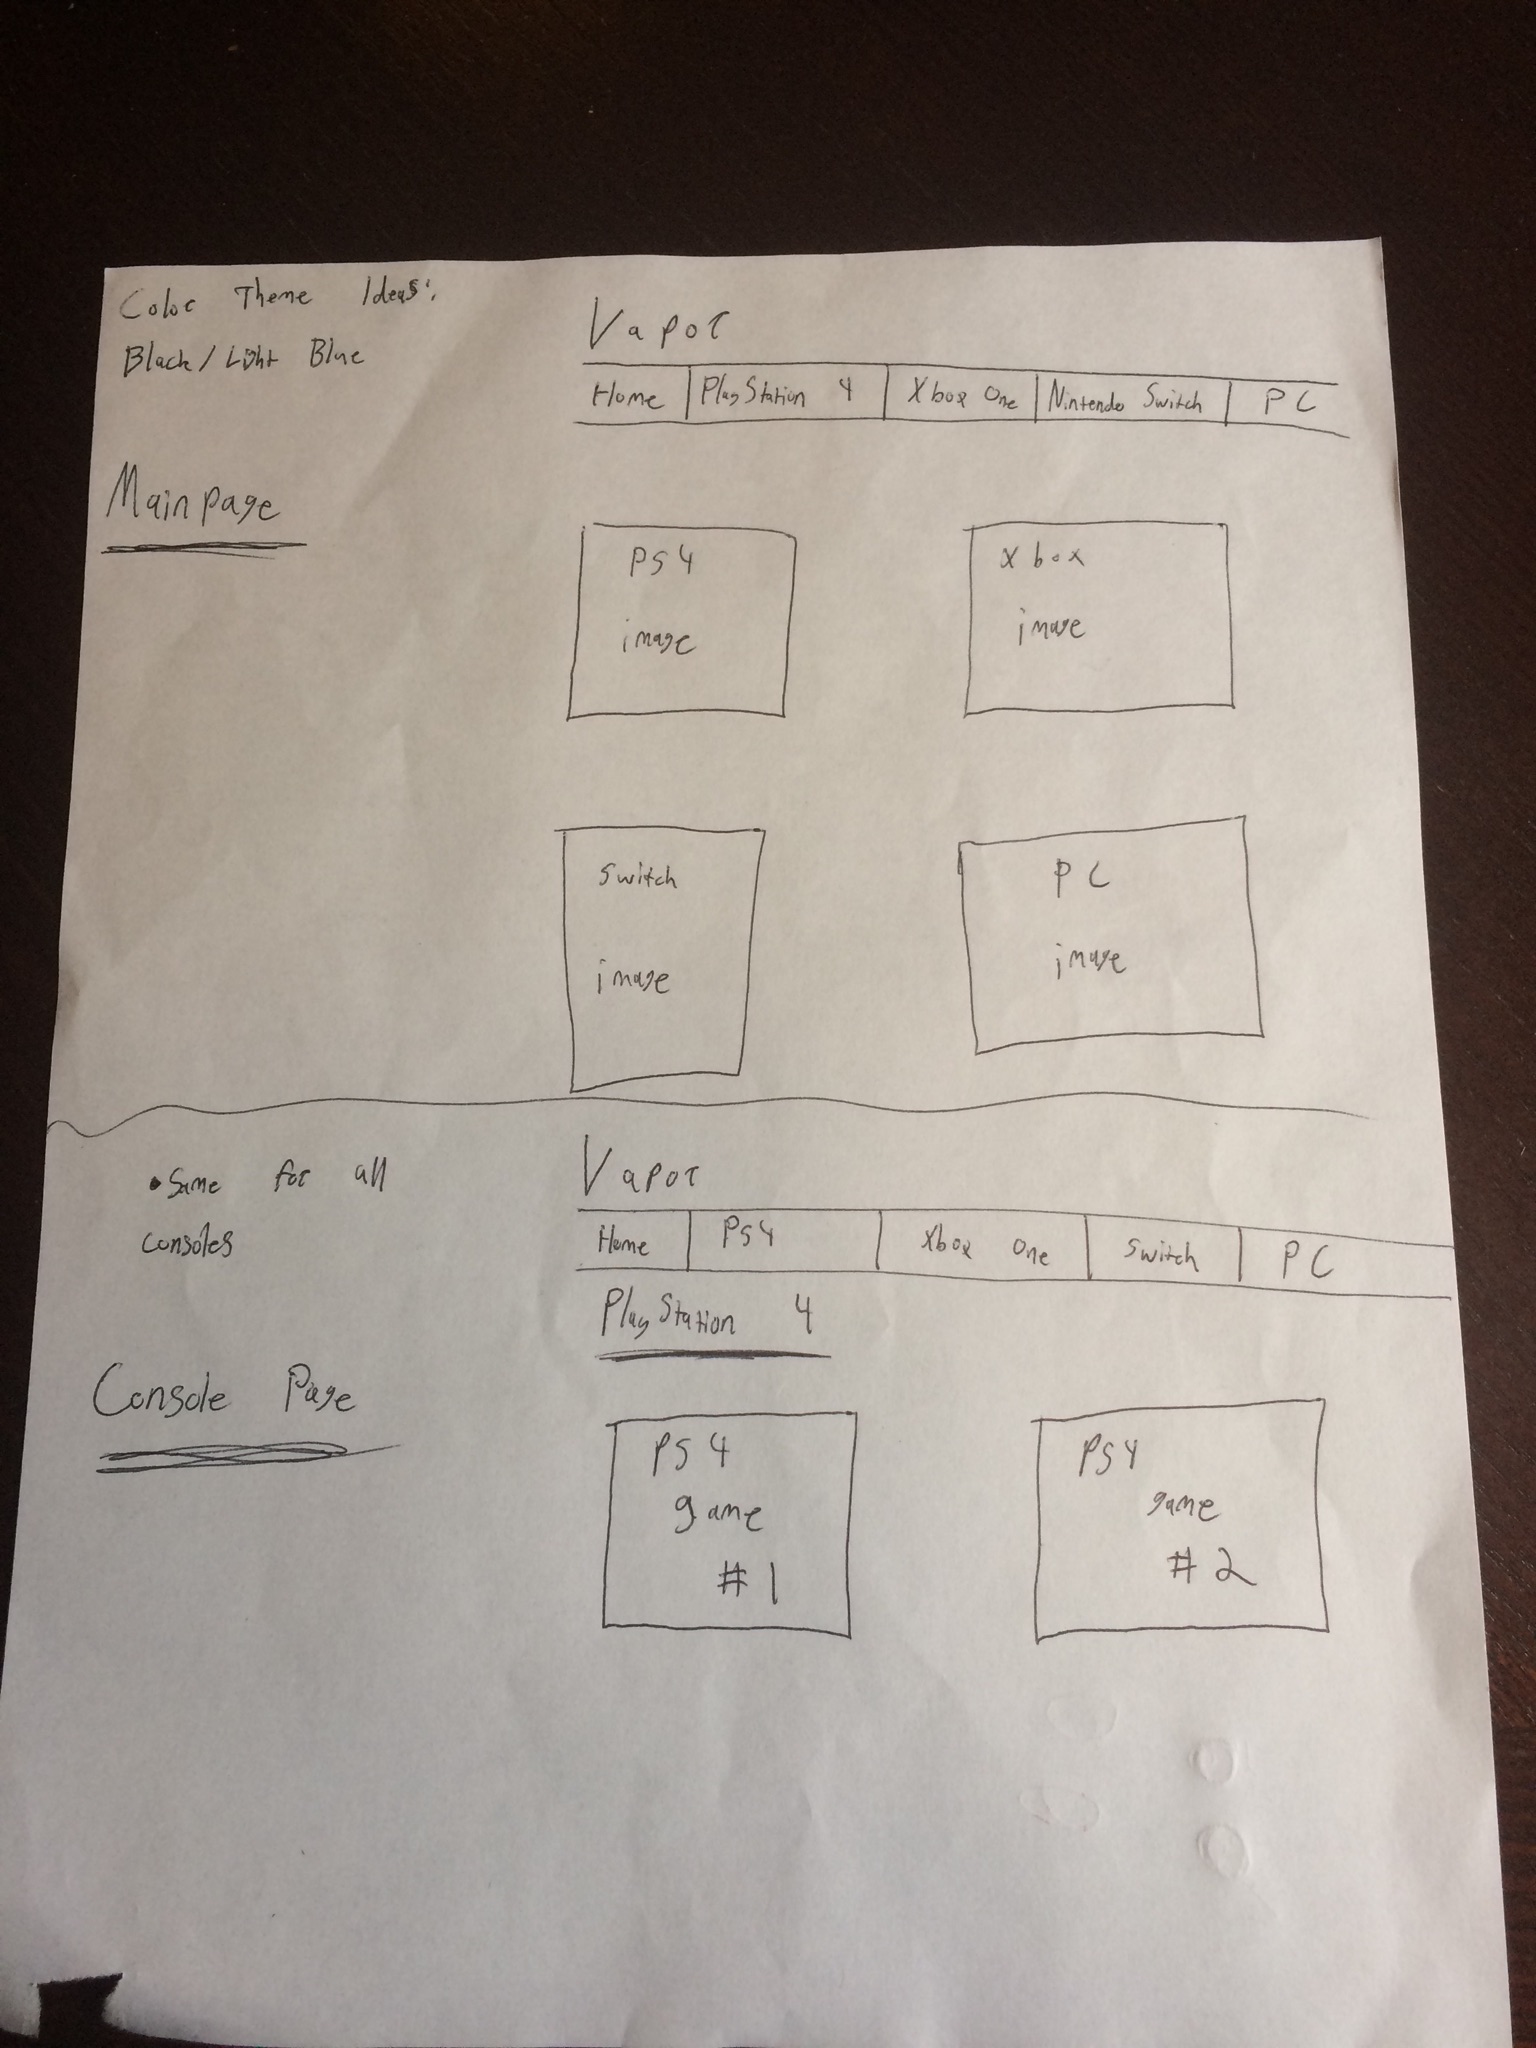 Color Theme Ideas:
Black/Light Blue
Main page
Vapor
Home PlayStation 4 Xbox One Nintendo Switch PC
PS4
image
Xbox
image
Switch
image
PC
image
• Same for all
consoles
Console Page
Vapor
Home PS4 Xbox One Switch PC
PlayStation 4
PS4
game
#1
PS4
game
#2